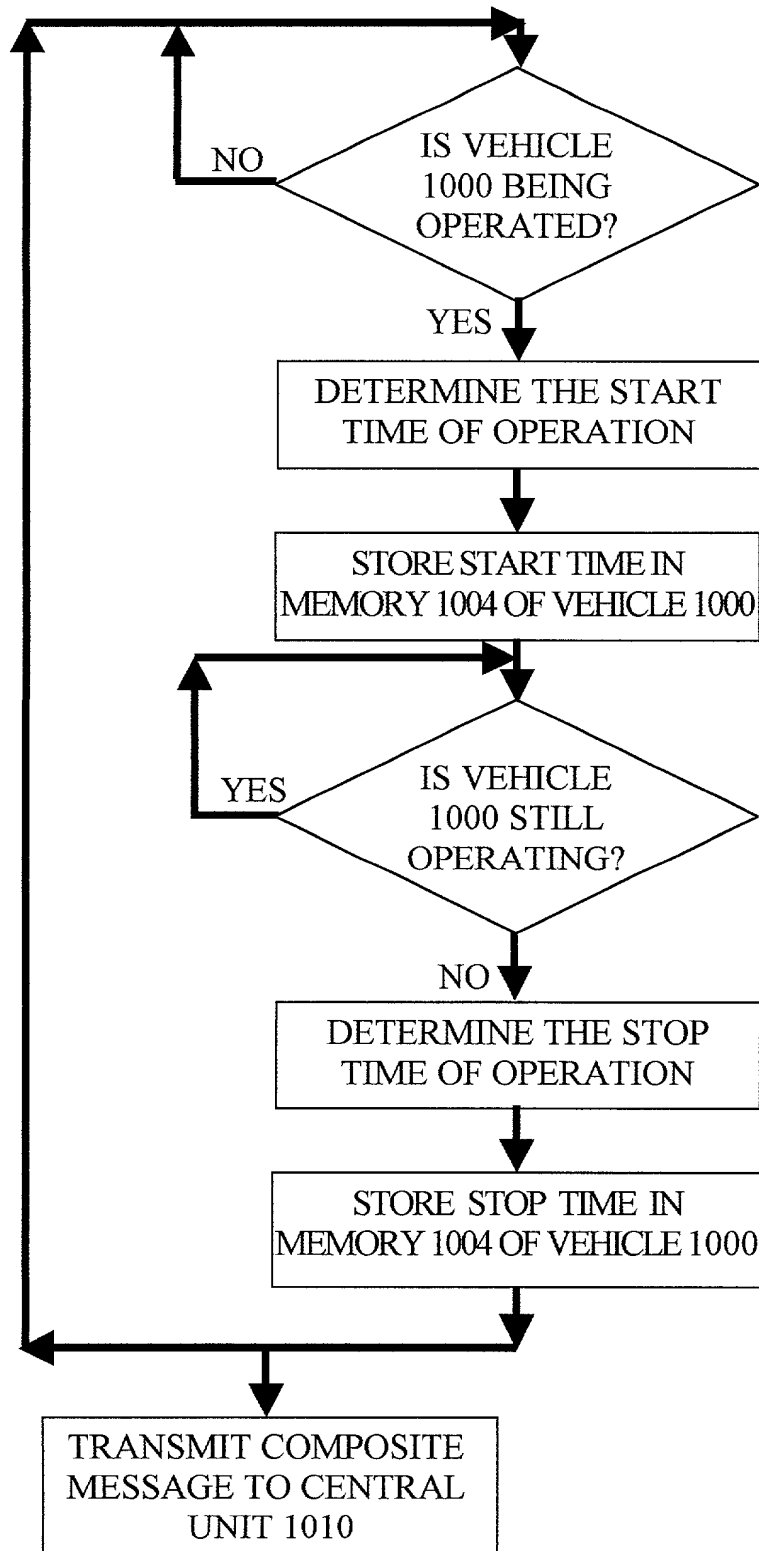 IS VEHICLE
1000 BEING
OPERATED?
NO
YES
DETERMINE THE START
TIME OF OPERATION
STORE START TIME IN
MEMORY 1004 OF VEHICLE 1000
IS VEHICLE
1000 STILL
OPERATING?
YES
NO
DETERMINE THE STOP
TIME OF OPERATION
STORE STOP TIME IN
MEMORY 1004 OF VEHICLE 1000
TRANSMIT COMPOSITE
MESSAGE TO CENTRAL
UNIT 1010